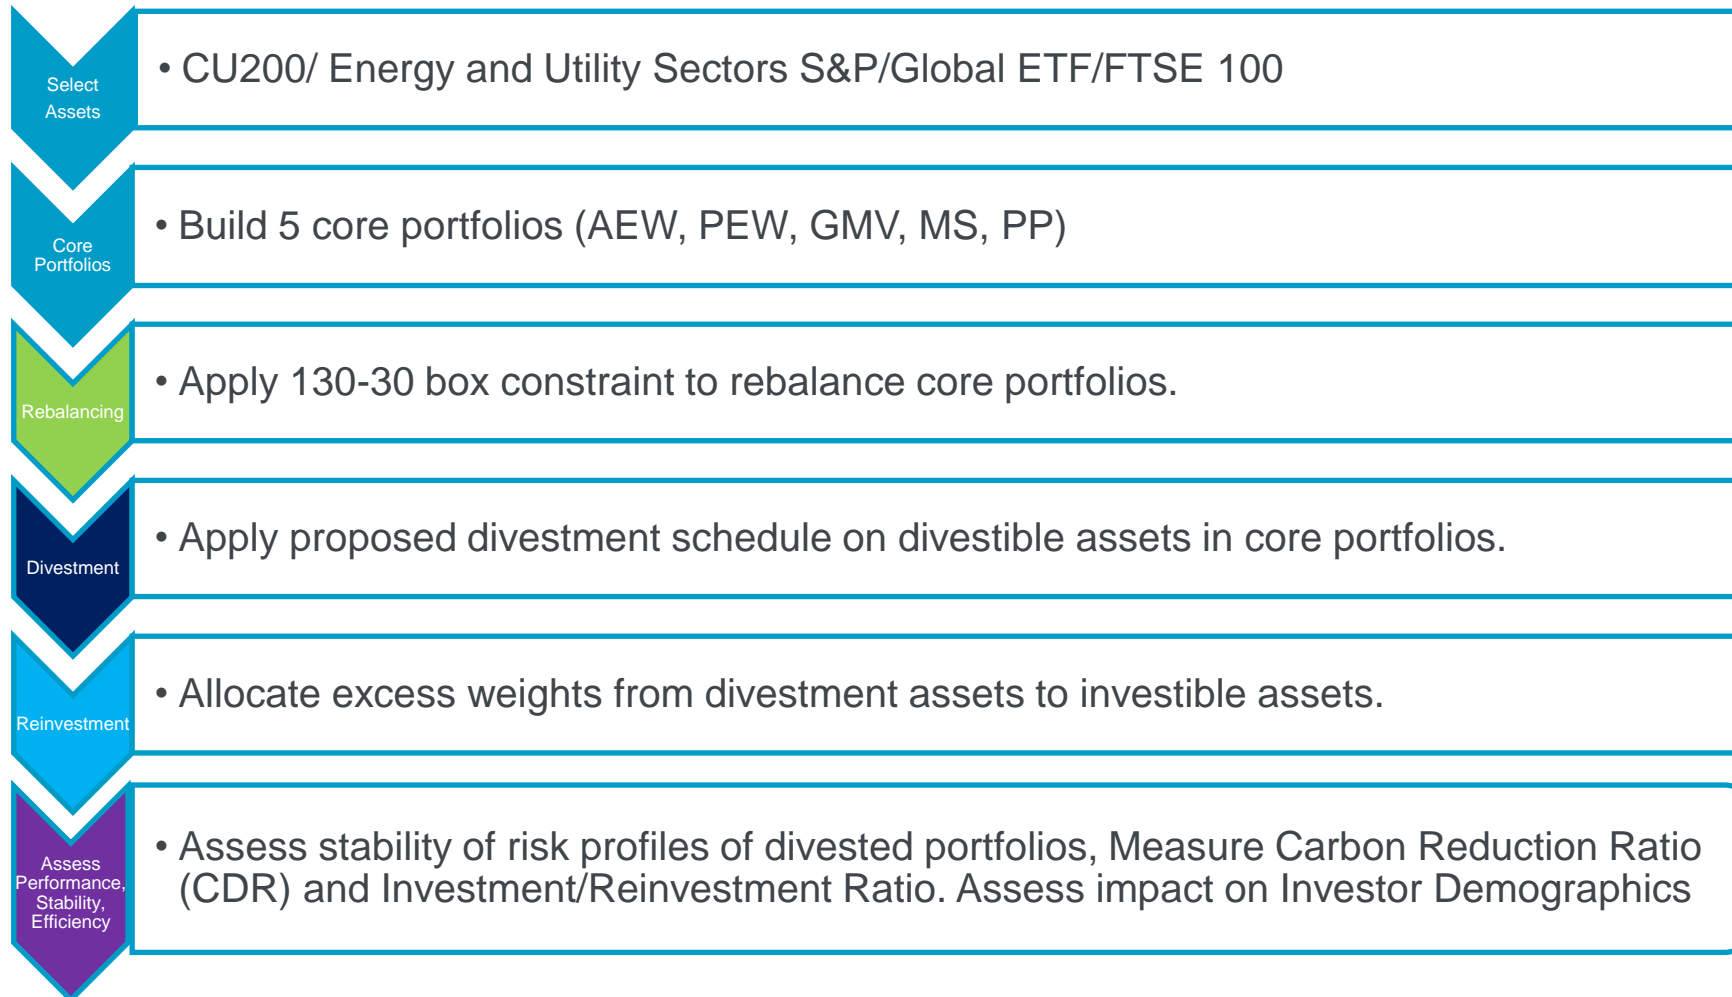 Select
Assets
• CU200/ Energy and Utility Sectors S&P/Global ETF/FTSE 100
Core
Portfolios
• Build 5 core portfolios (AEW, PEW, GMV, MS, PP)
Rebalancing
• Apply 130-30 box constraint to rebalance core portfolios.
Divestment
• Apply proposed divestment schedule on divestible assets in core portfolios.
Reinvestment
• Allocate excess weights from divestment assets to investible assets.
Assess
Performance,
Stability,
Efficiency
• Assess stability of risk profiles of divested portfolios, Measure Carbon Reduction Ratio
(CDR) and Investment/Reinvestment Ratio. Assess impact on Investor Demographics